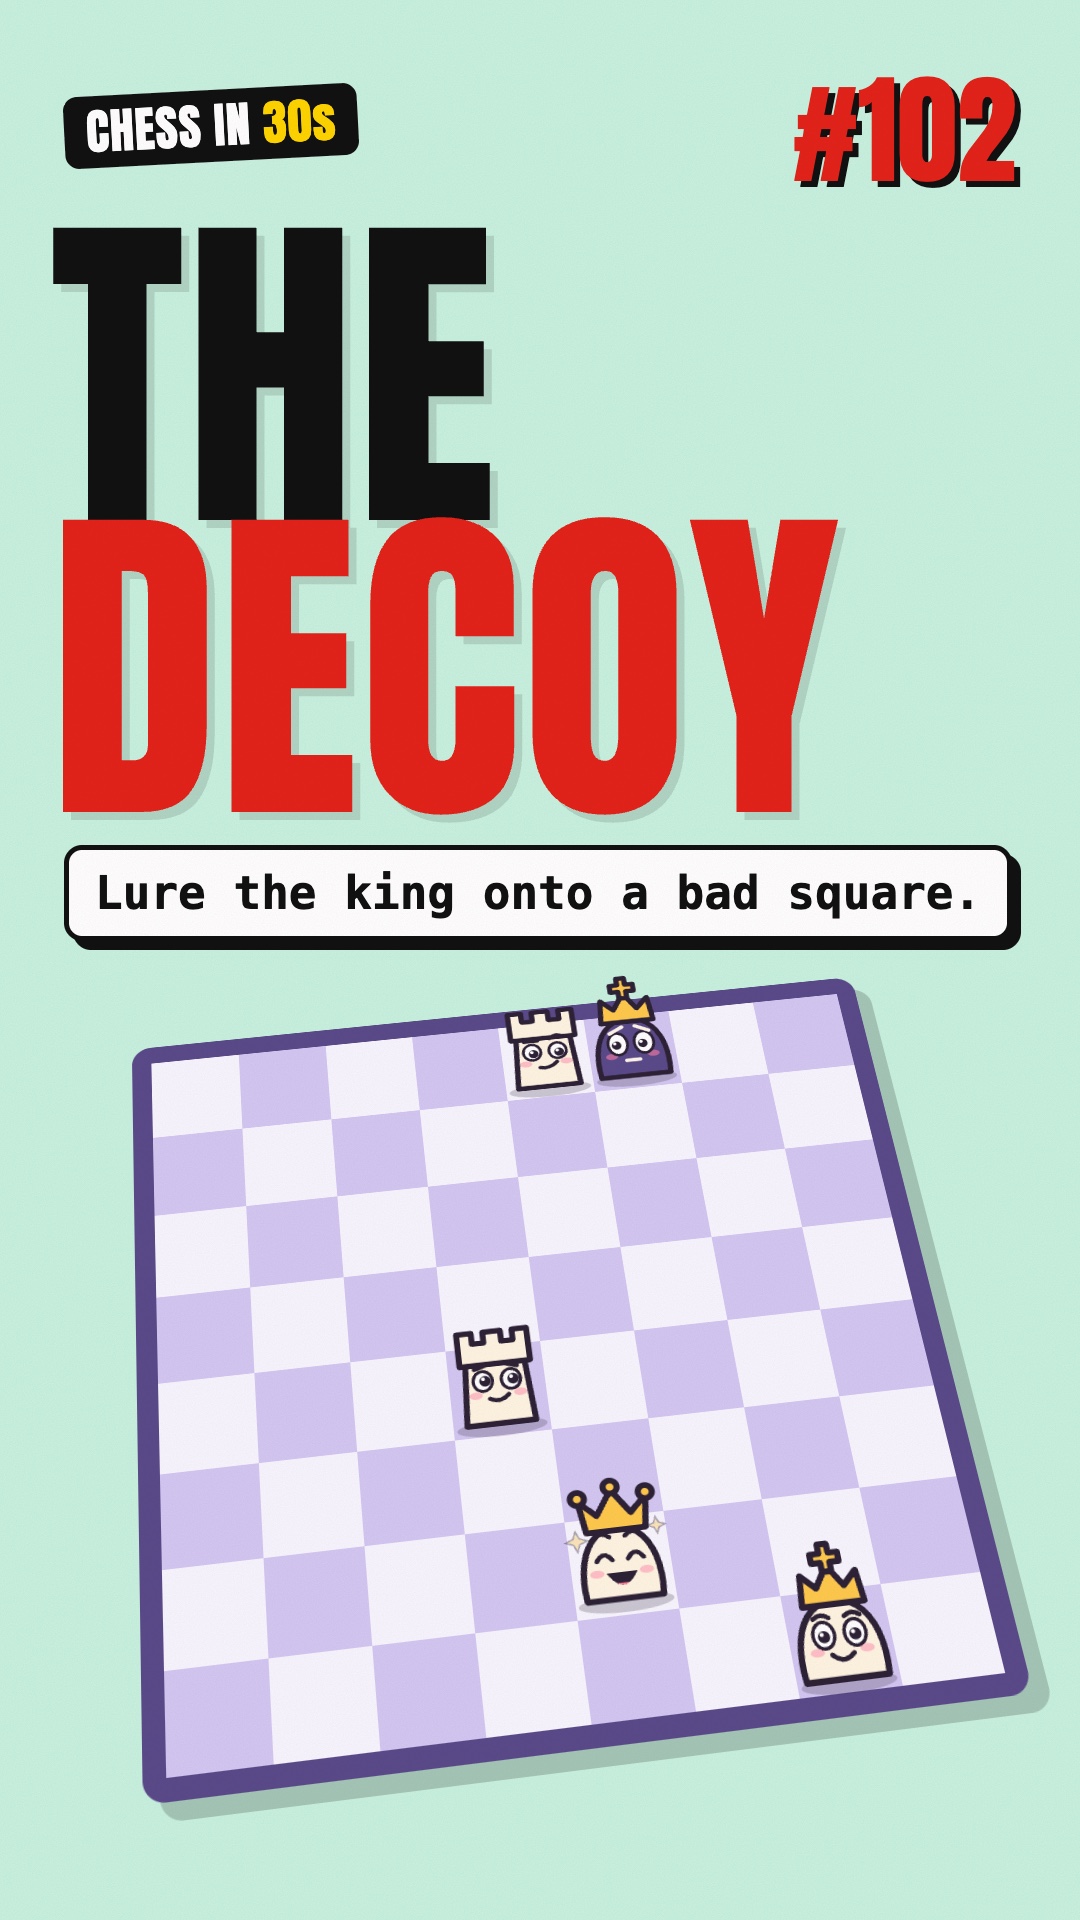 CHESS IN 30s
#102
THE
DECOY
Lure the king onto a bad square.